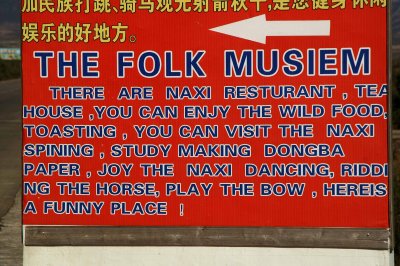 加民族打跳、骑马观光射箭秋千,是您健身休闲
娱乐的好地方。
THE FOLK MUSIEM
THERE ARE NAXI RESTURANT , TEA
HOUSE ,YOU CAN ENJOY THE WILD FOOD,
TOASTING , YOU CAN VISIT THE NAXI
SPINING , STUDY MAKING DONGBA
PAPER , JOY THE NAXI DANCING, RIDDI
NG THE HORSE, PLAY THE BOW , HEREIS
A FUNNY PLACE !